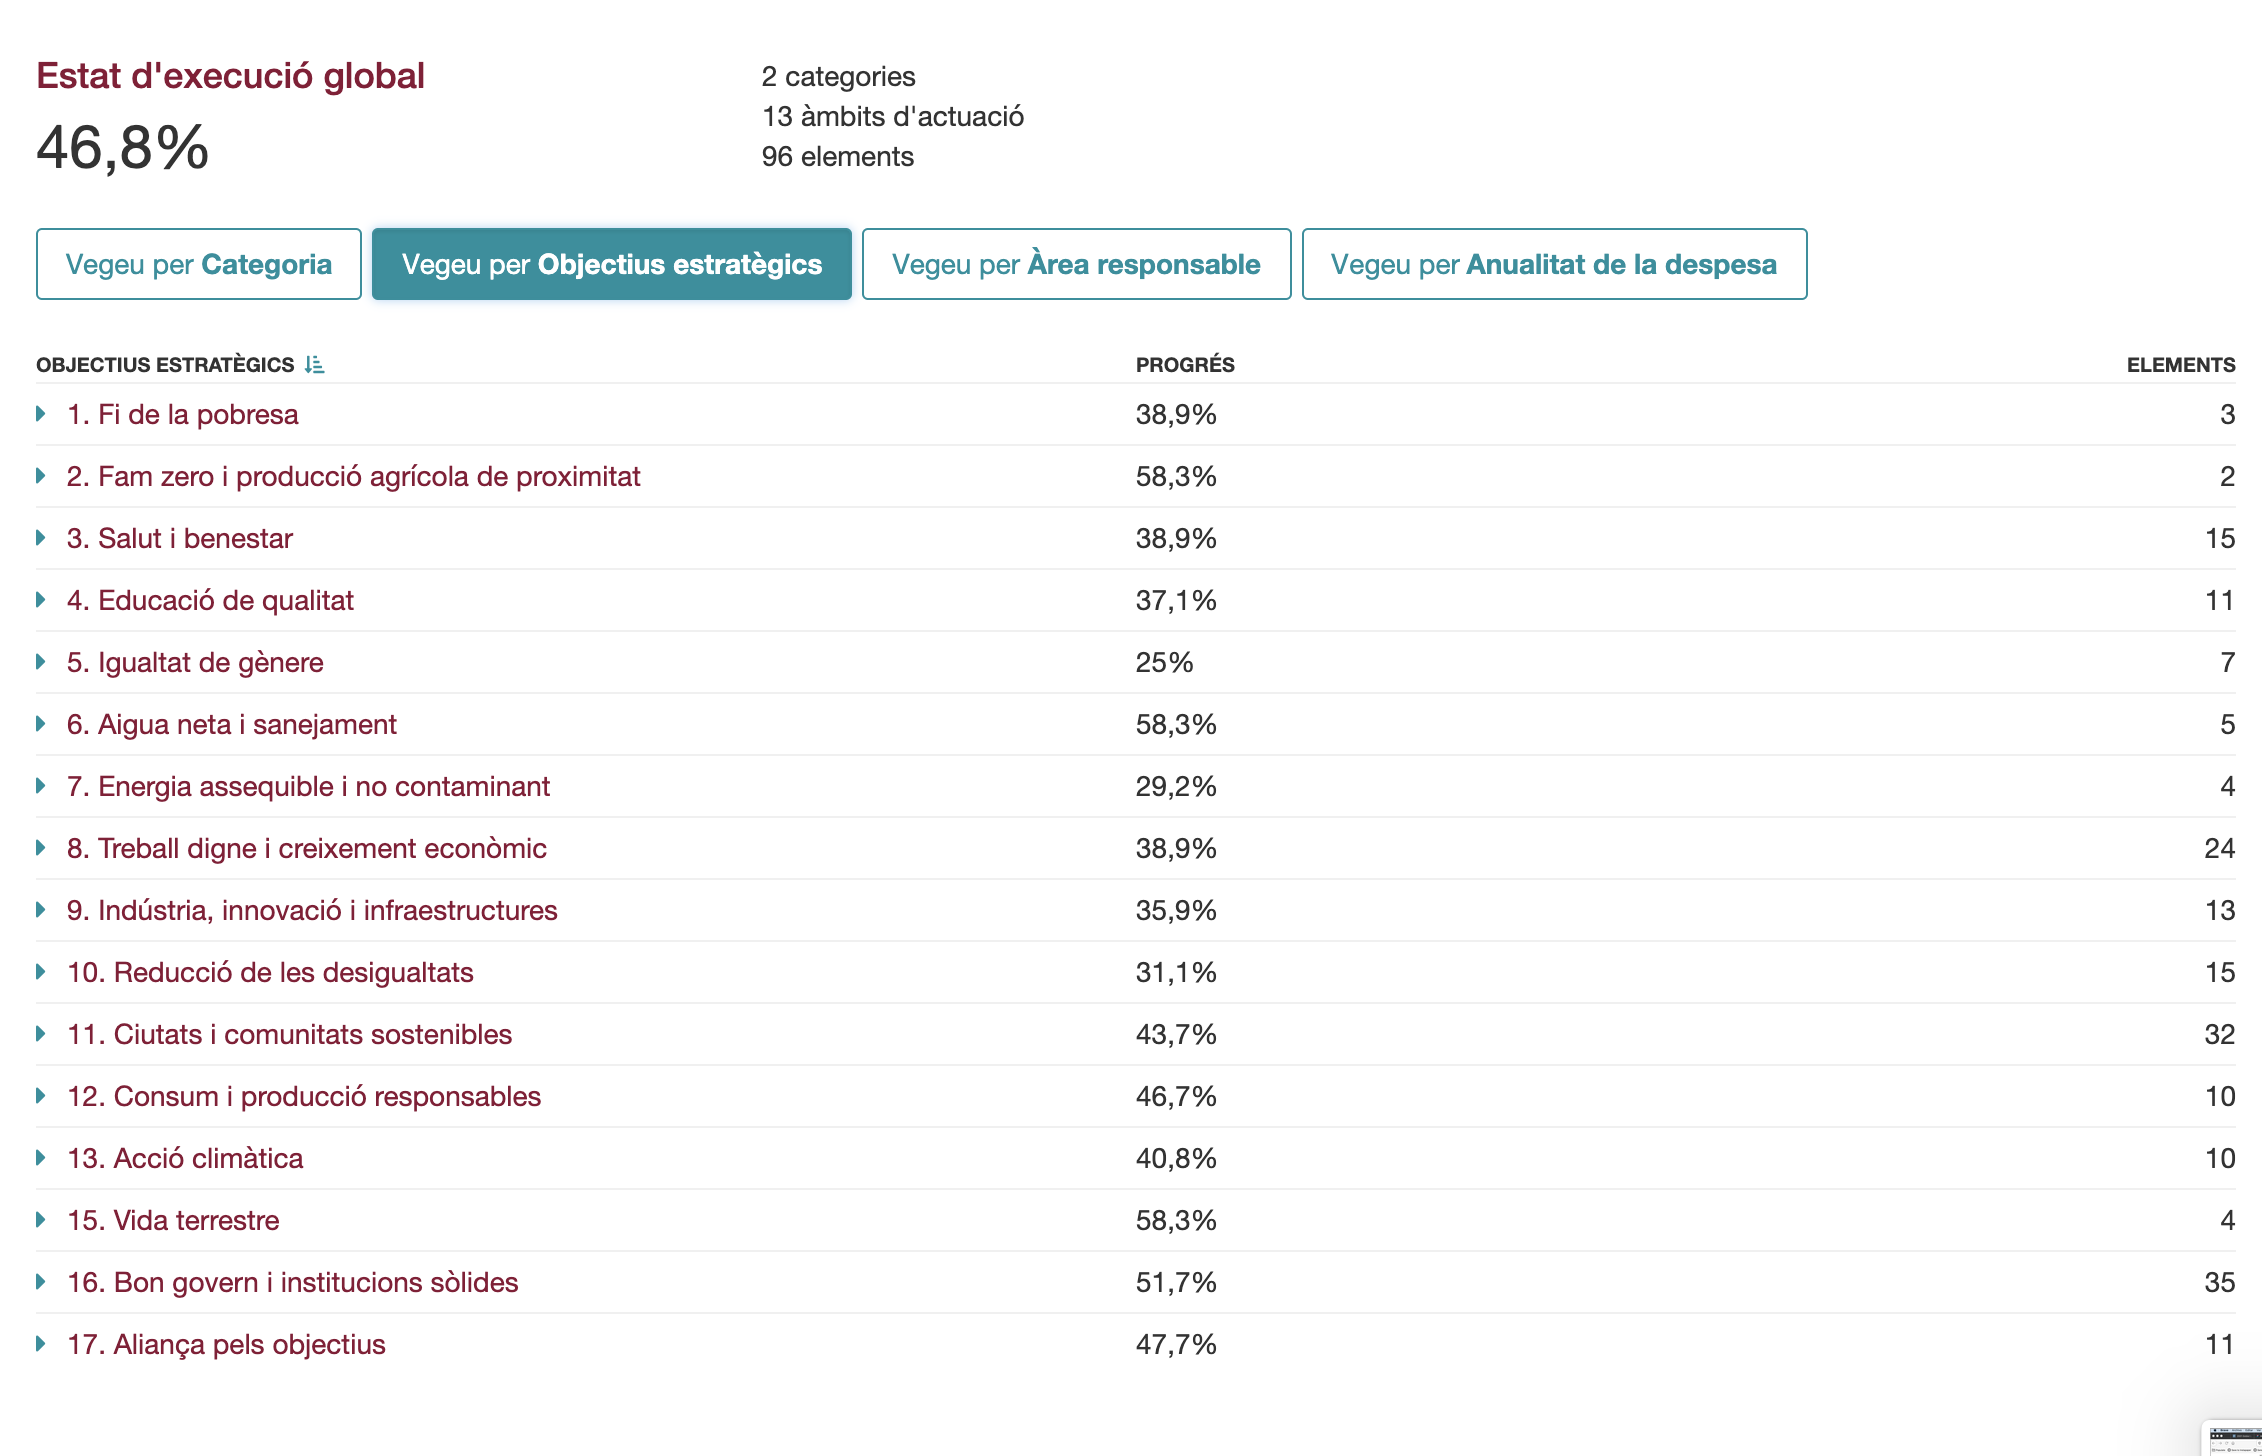 Estat d'execució global
46,8%
2 categories
13 àmbits d'actuació
96 elements
Vegeu per Categoria
Vegeu per Objectius estratègics
Vegeu per Àrea responsable
Vegeu per Anualitat de la despesa
OBJECTIUS ESTRATÈGICS PROGRÉS ELEMENTS
1. Fi de la pobresa 38,9% 3
2. Fam zero i producció agrícola de proximitat 58,3% 2
3. Salut i benestar 38,9% 15
4. Educació de qualitat 37,1% 11
5. Igualtat de gènere 25% 7
6. Aigua neta i sanejament 58,3% 5
7. Energia assequible i no contaminant 29,2% 4
8. Treball digne i creixement econòmic 38,9% 24
9. Indústria, innovació i infraestructures 35,9% 13
10. Reducció de les desigualtats 31,1% 15
11. Ciutats i comunitats sostenibles 43,7% 32
12. Consum i producció responsables 46,7% 10
13. Acció climàtica 40,8% 10
15. Vida terrestre 58,3% 4
16. Bon govern i institucions sòlides 51,7% 35
17. Aliança pels objectius 47,7% 11